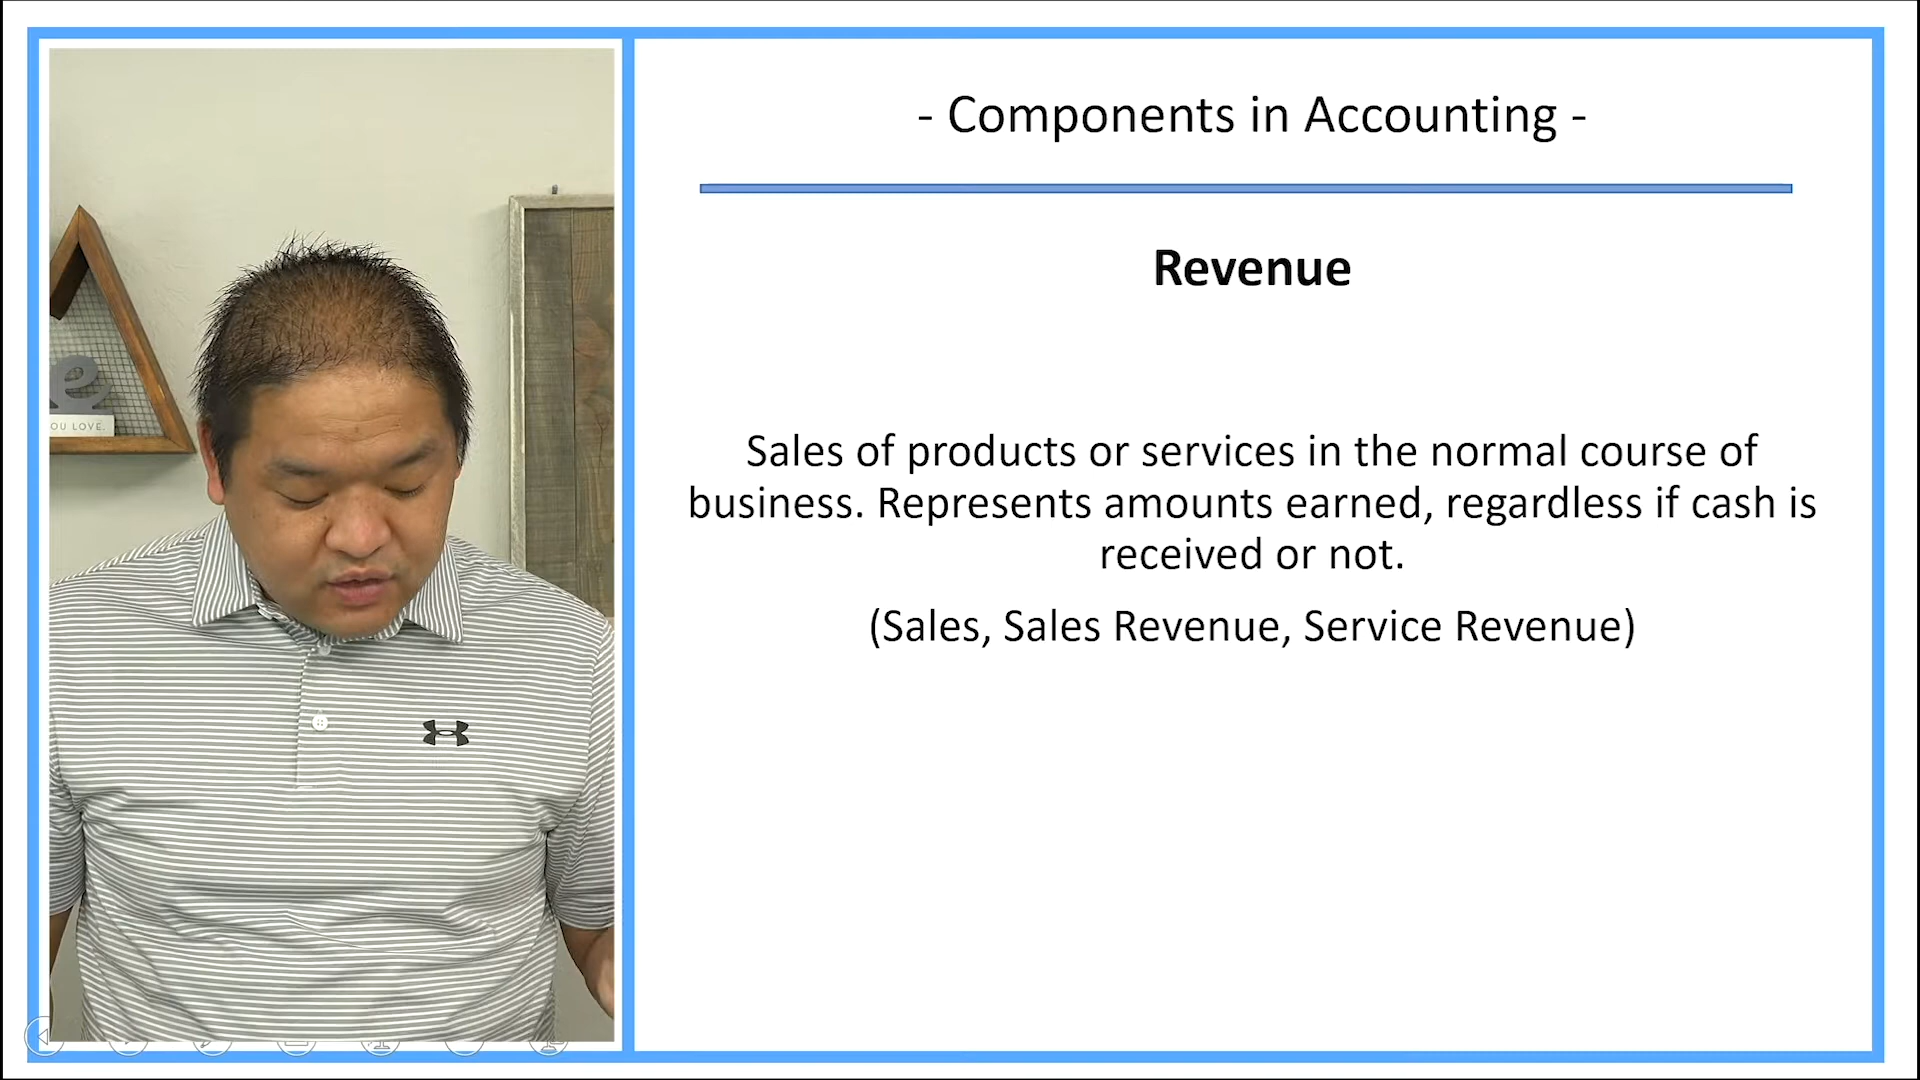 - Components in Accounting -
Revenue
Sales of products or services in the normal course of
business. Represents amounts earned, regardless if cash is
received or not.
(Sales, Sales Revenue, Service Revenue)
e
OU LOVE.